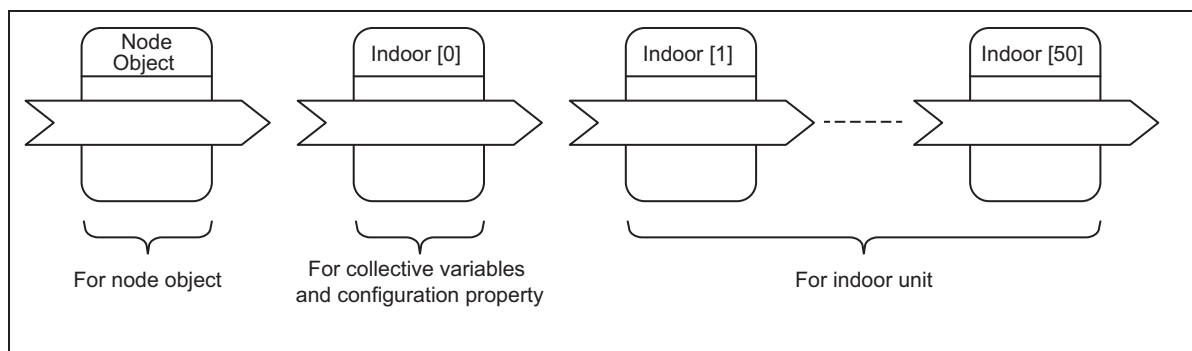 Node
Object
Indoor [0]
Indoor [1]
Indoor [50]
For node object
For collective variables
and configuration property
For indoor unit